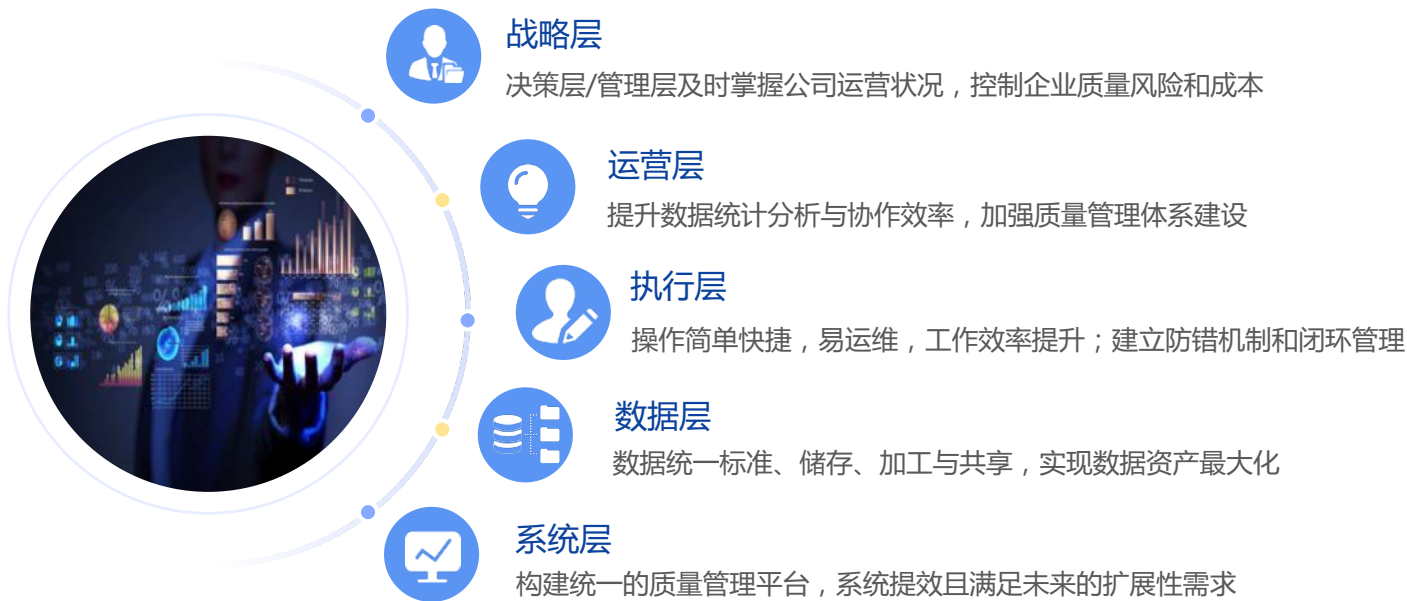 战略层
决策层/管理层及时掌握公司运营状况，控制企业质量风险和成本
运营层
提升数据统计分析与协作效率，加强质量管理体系建设
执行层
操作简单快捷，易运维，工作效率提升；建立防错机制和闭环管理
数据层
数据统一标准、储存、加工与共享，实现数据资产最大化
系统层
构建统一的质量管理平台，系统提效且满足未来的扩展性需求